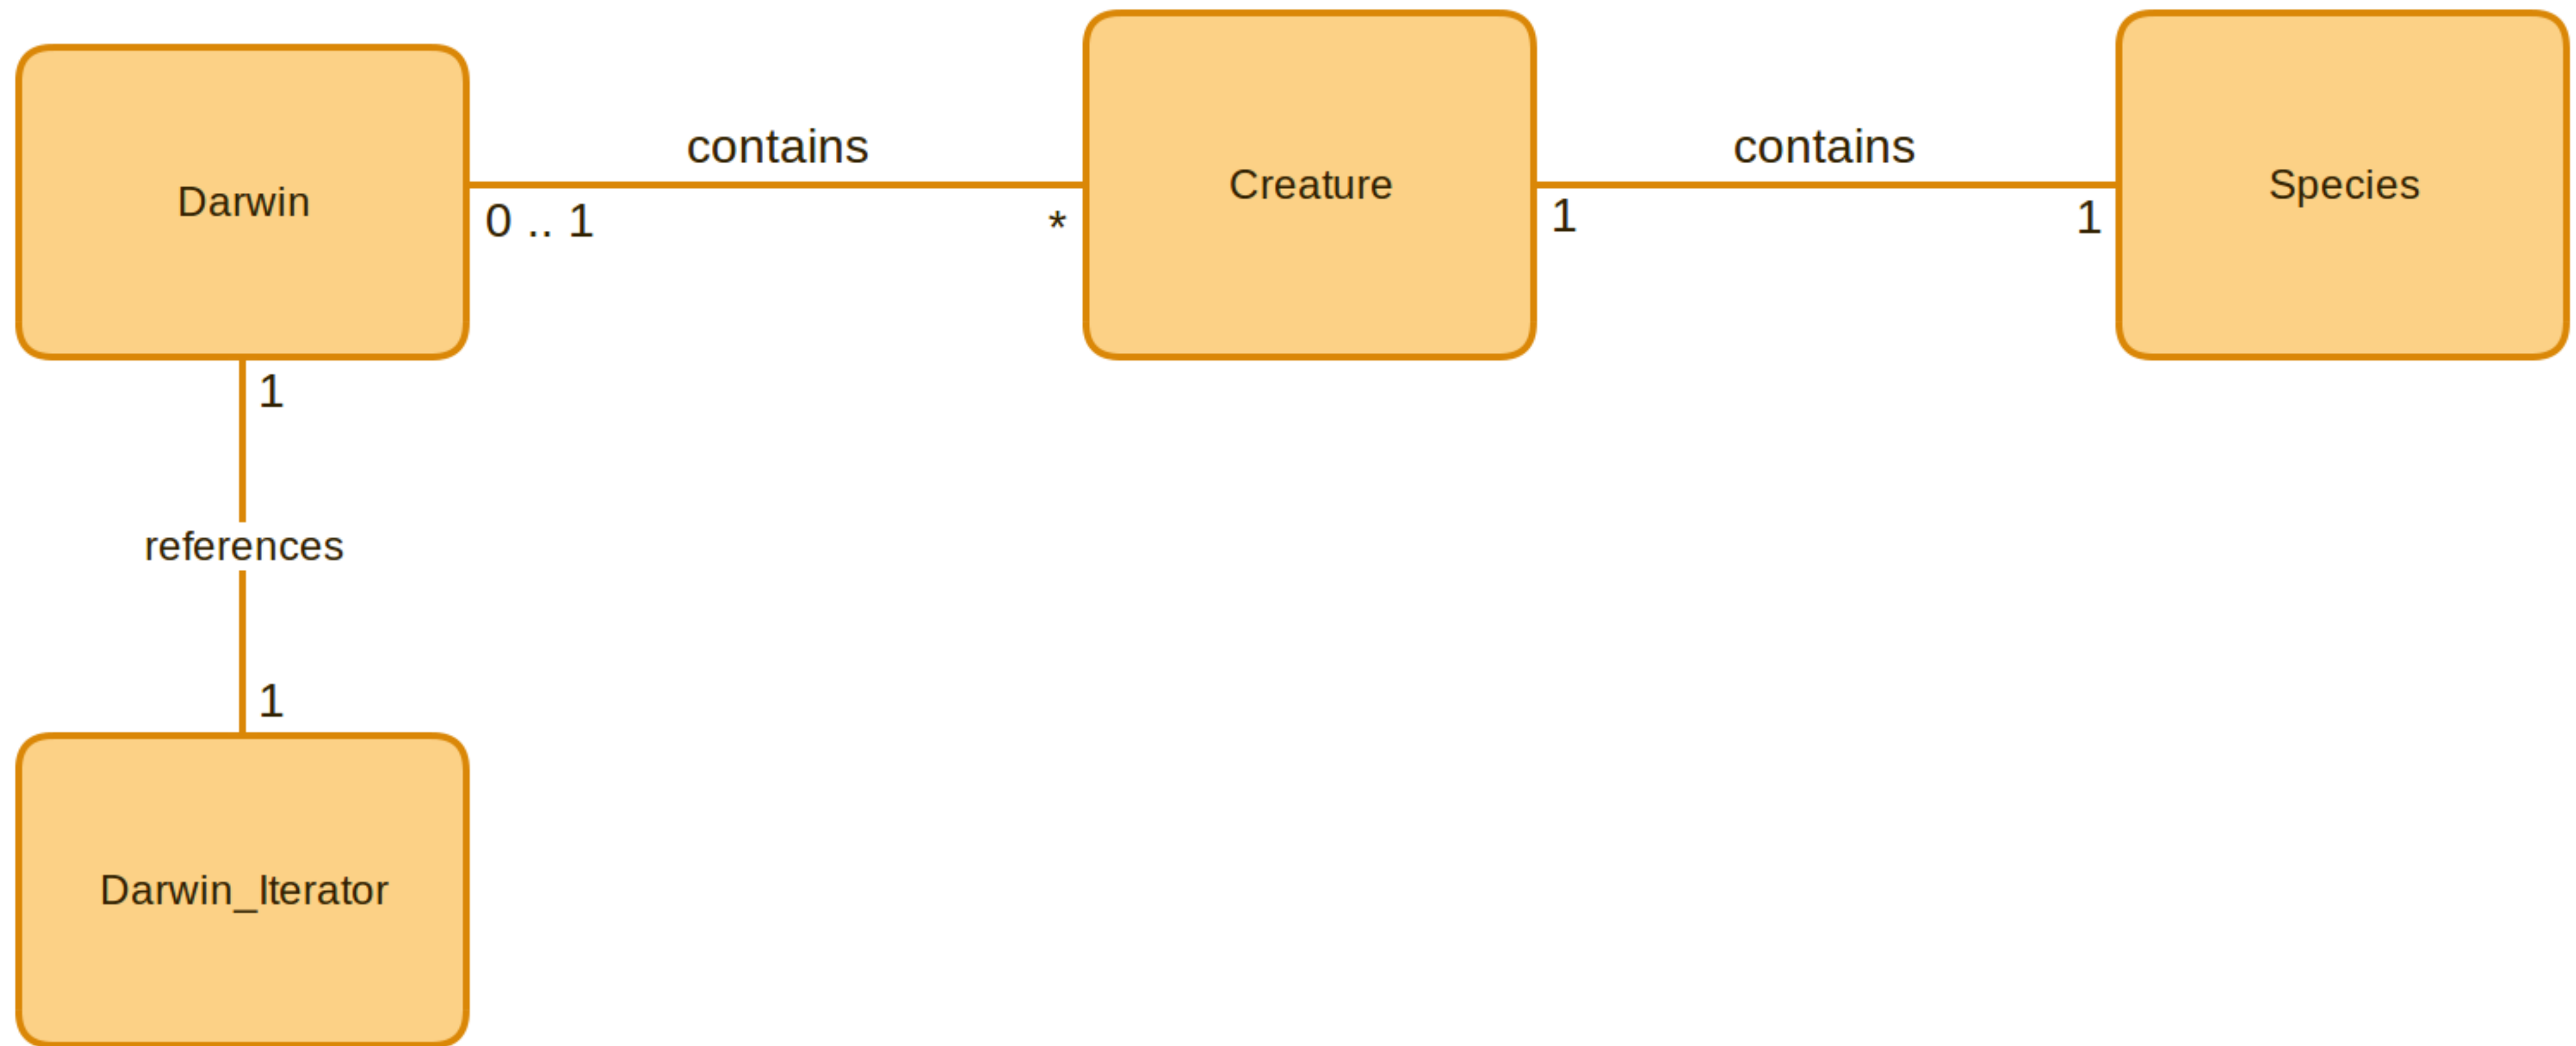 Darwin
contains
0 .. 1
*
Creature
contains
1
1
Species
1
references
1
Darwin_Iterator